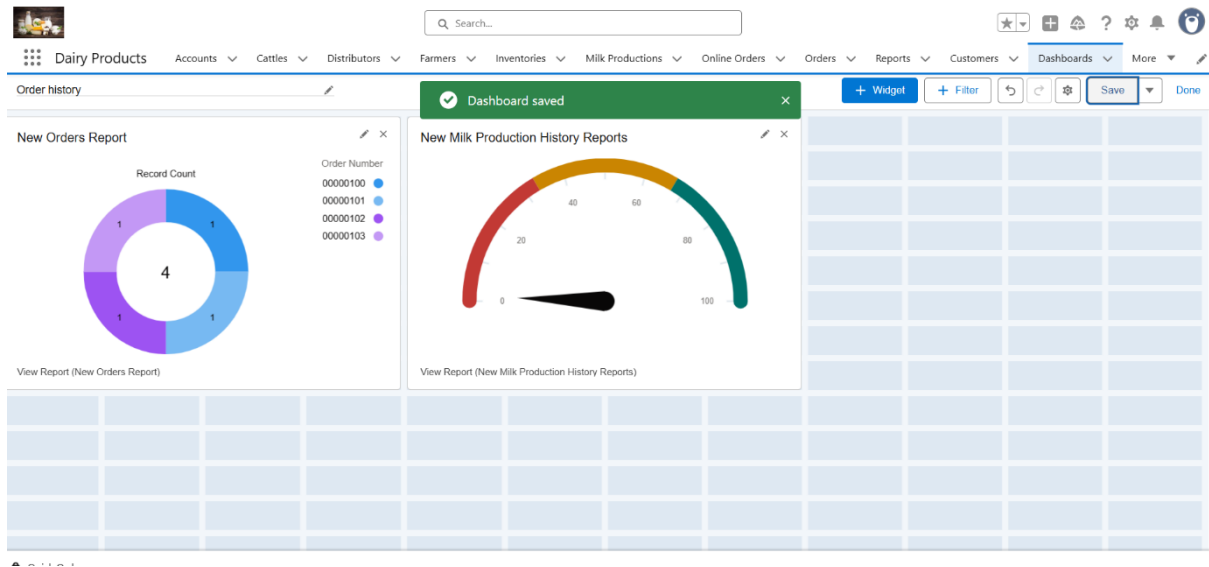 Search...
Dairy Products Accounts Cattles Distributors Farmers Inventories Milk Productions Online Orders Orders Reports Customers Dashboards More
Order history
Dashboard saved
+ Widget + Filter Save Done
New Orders Report
Record Count
Order Number
00000100
00000101
00000102
00000103
1 1
4
1 1
View Report (New Orders Report)
New Milk Production History Reports
40 60
20 80
0 100
View Report (New Milk Production History Reports)